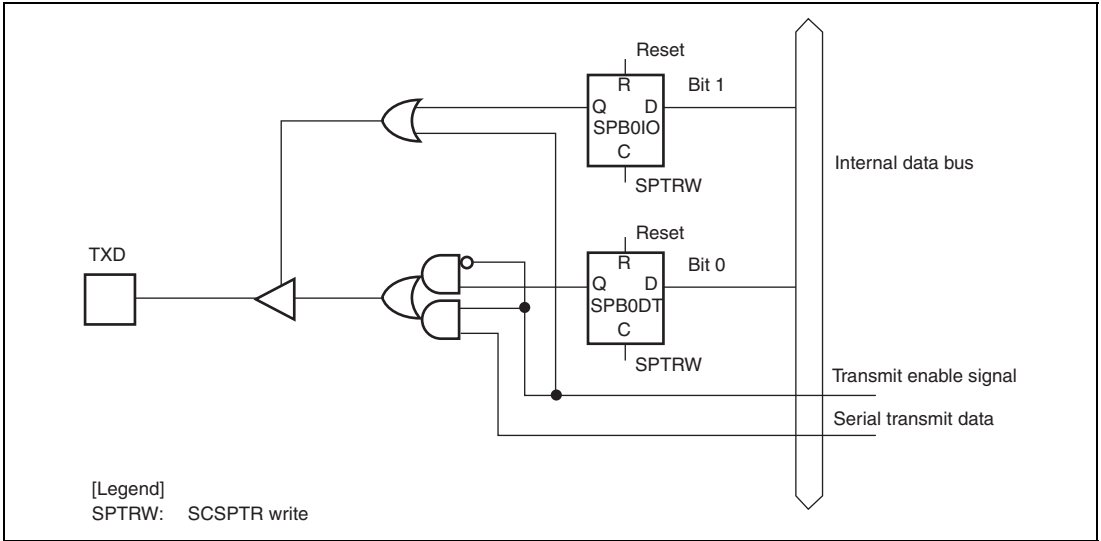 Reset
R
Bit 1
Q D
SPB0IO
C
SPTRW
Internal data bus
Reset
R
Bit 0
Q D
SPB0DT
C
SPTRW
TXD
Transmit enable signal
Serial transmit data
[Legend]
SPTRW: SCSPTR write